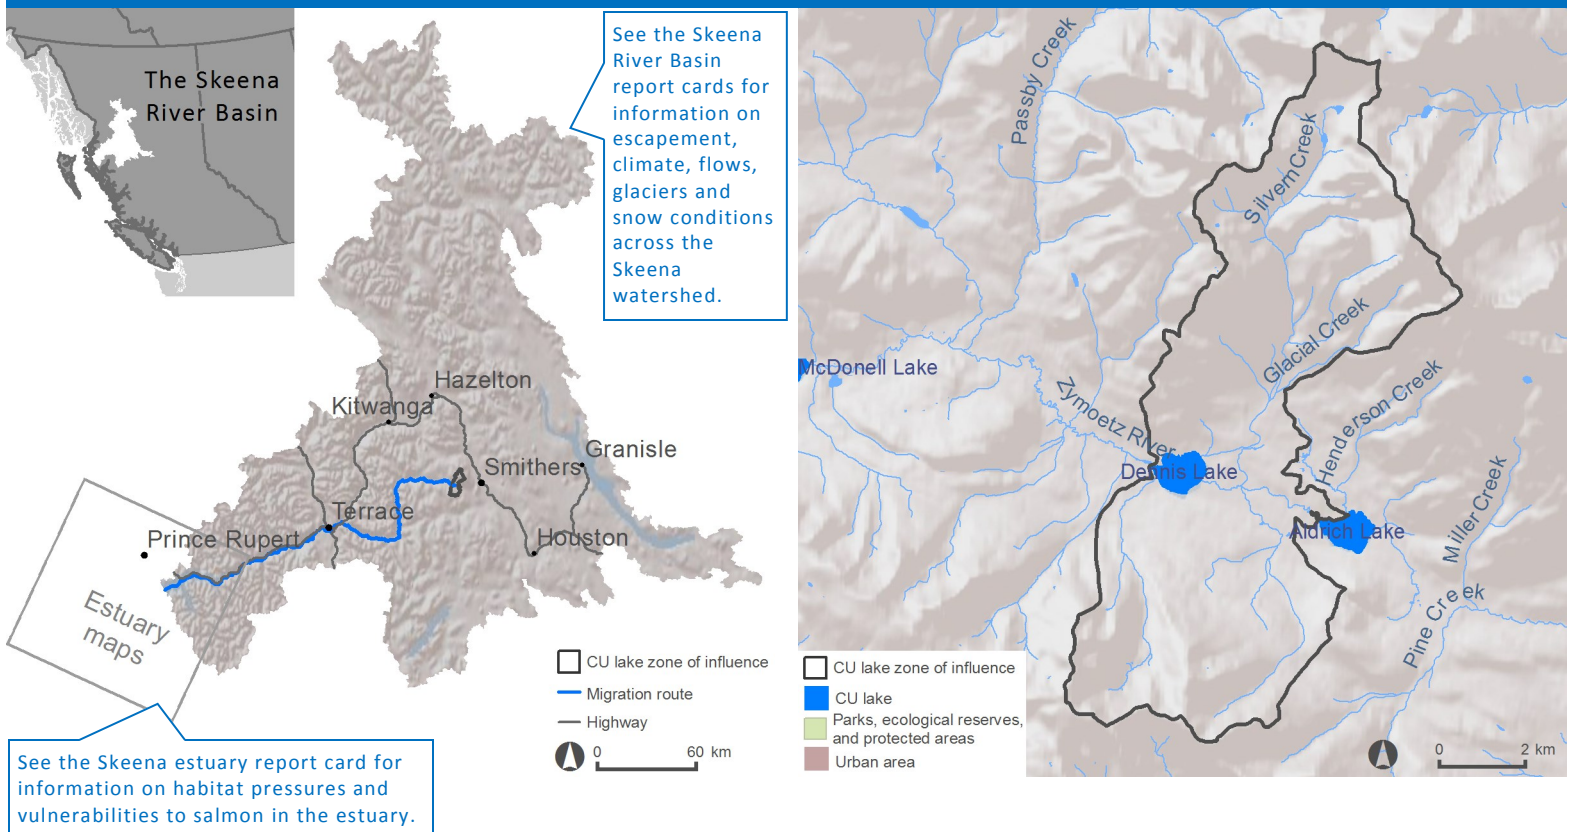 The Skeena
River Basin
See the Skeena
River Basin
report cards for
information on
escapement,
climate, flows,
glaciers and
snow conditions
across the
Skeena
watershed.
Hazelton
Kitwanga
Granisle
Smithers
Terrace
Prince Rupert
Houston
Estuary
maps
CU lake zone of influence
Migration route
Highway
0 60 km
See the Skeena estuary report card for
information on habitat pressures and
vulnerabilities to salmon in the estuary.
Passby Creek
Silvern Creek
Glacial Creek
McDonell Lake
Henderson Creek
Zymoetz River
Dennis Lake
Aldrich Lake
Miller Creek
Pine Creek
CU lake zone of influence
CU lake
Parks, ecological reserves,
and protected areas
Urban area
0 2 km